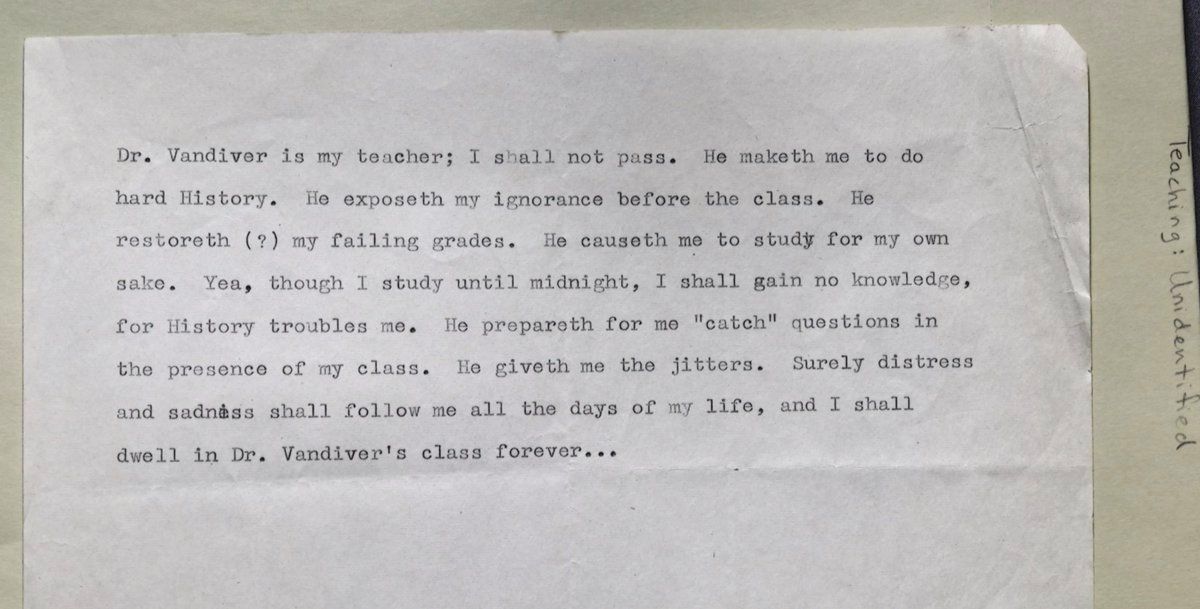 Dr. Vandiver is my teacher; I shall not pass.  He maketh me to do
hard History.  He exposeth my ignorance before the class.  He
restoreth (?) my failing grades.  He causeth me to study for my own
sake.  Yea, though I study until midnight, I shall gain no knowledge,
for History troubles me.  He prepareth for me "catch" questions in
the presence of my class.  He giveth me the jitters.  Surely distress
and sadness shall follow me all the days of my life, and I shall
dwell in Dr. Vandiver's class forever...
Teaching: Unidentified